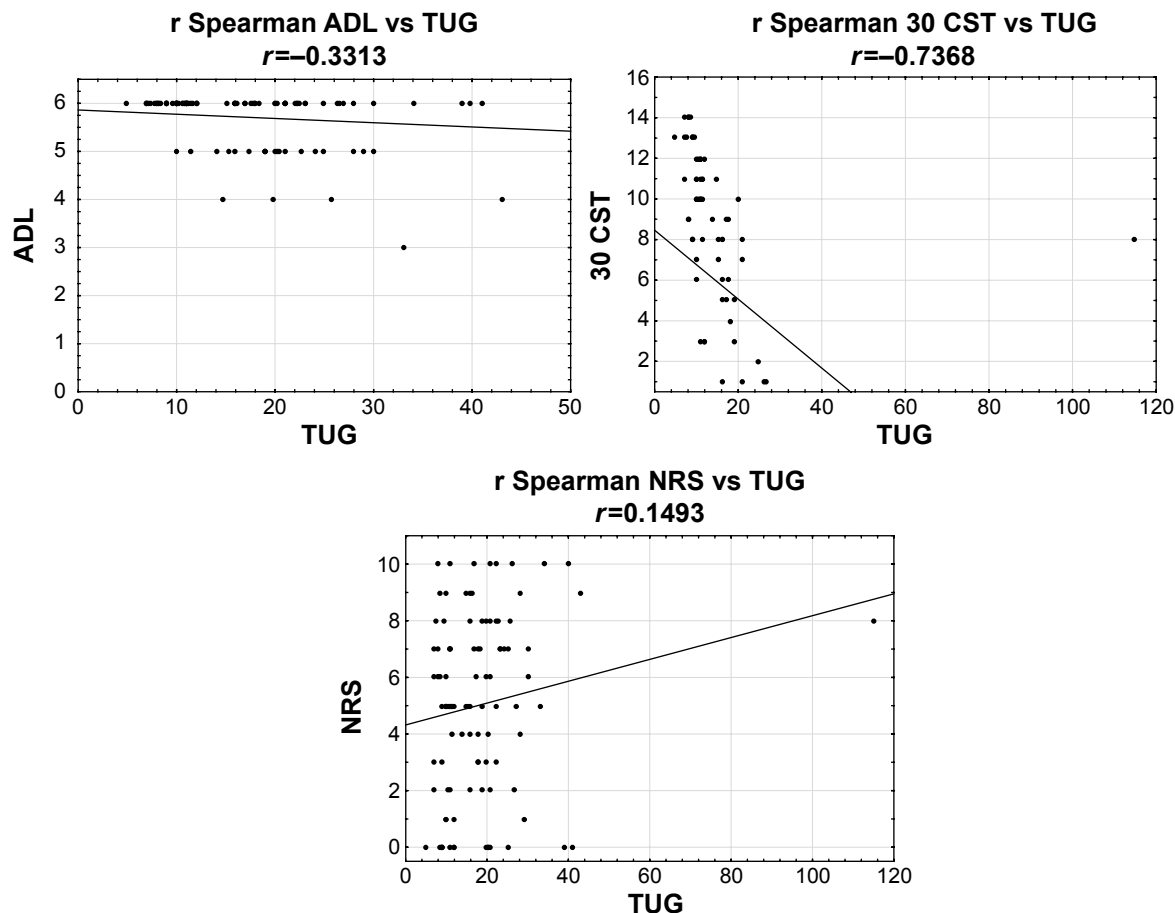 r Spearman ADL vs TUG
r=–0.3313
6
5
4
3
2
1
0
ADL
0 10 20 30 40 50
TUG
r Spearman 30 CST vs TUG
r=–0.7368
16
14
12
10
8
6
4
2
30 CST
0 20 40 60 80 100 120
TUG
r Spearman NRS vs TUG
r=0.1493
10
8
6
4
2
0
NRS
0 20 40 60 80 100 120
TUG